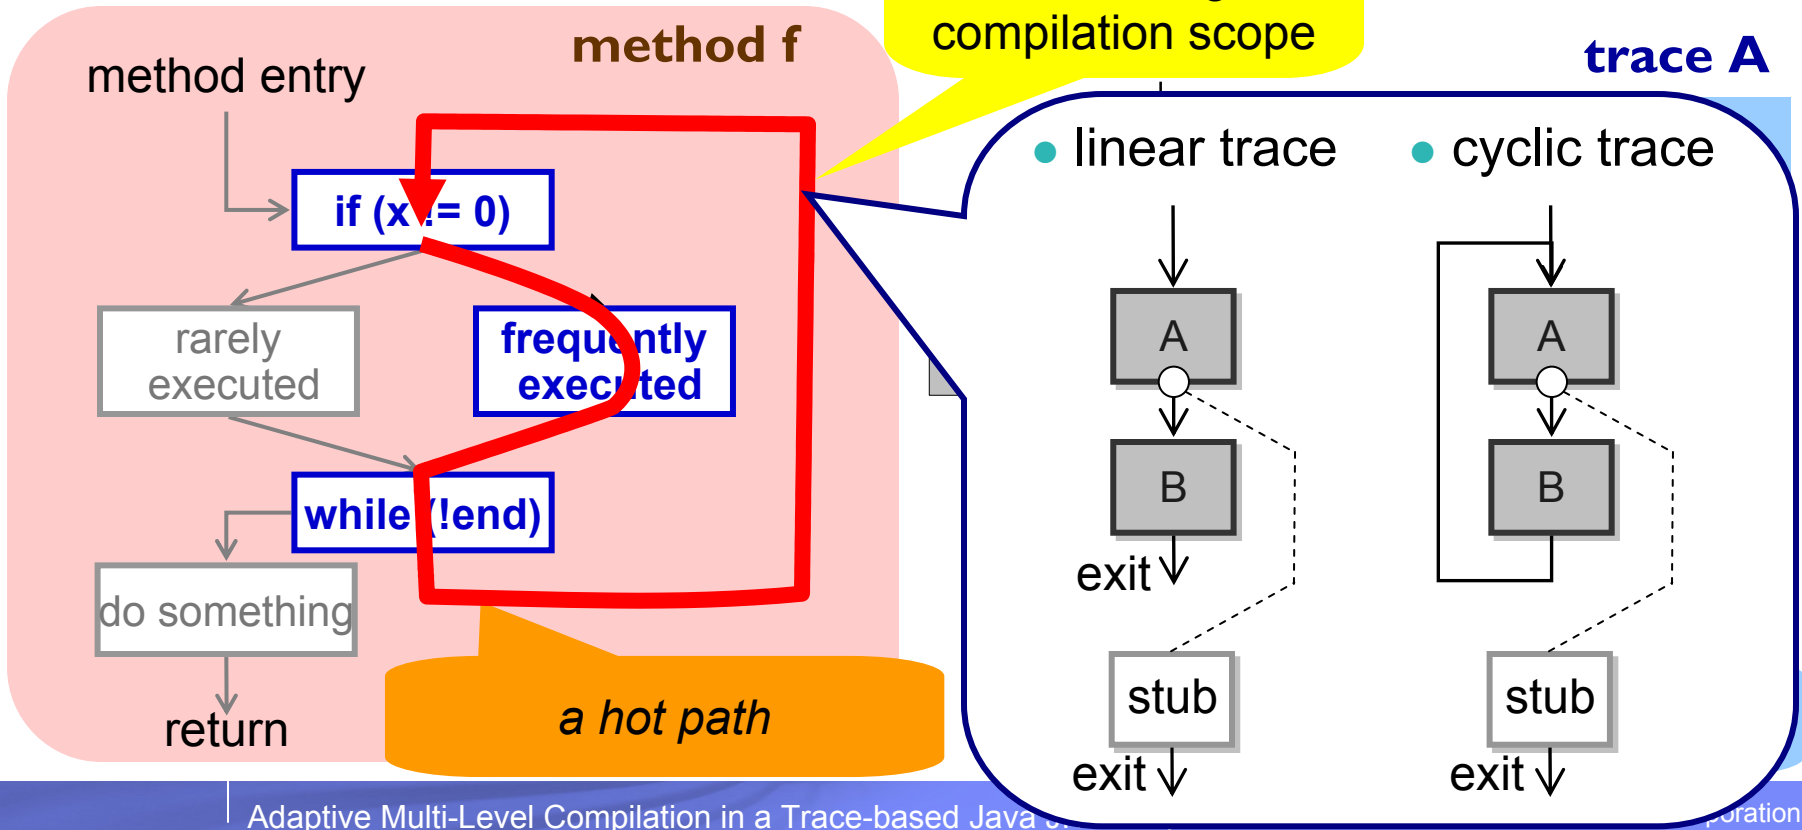 compilation scope
method f
trace A
method entry
if (x != 0)
rarely
executed
frequently
executed
while (!end)
do something
return
a hot path
linear trace
A
B
exit
stub
exit
cyclic trace
A
B
stub
exit
Adaptive Multi-Level Compilation in a Trace-based Java